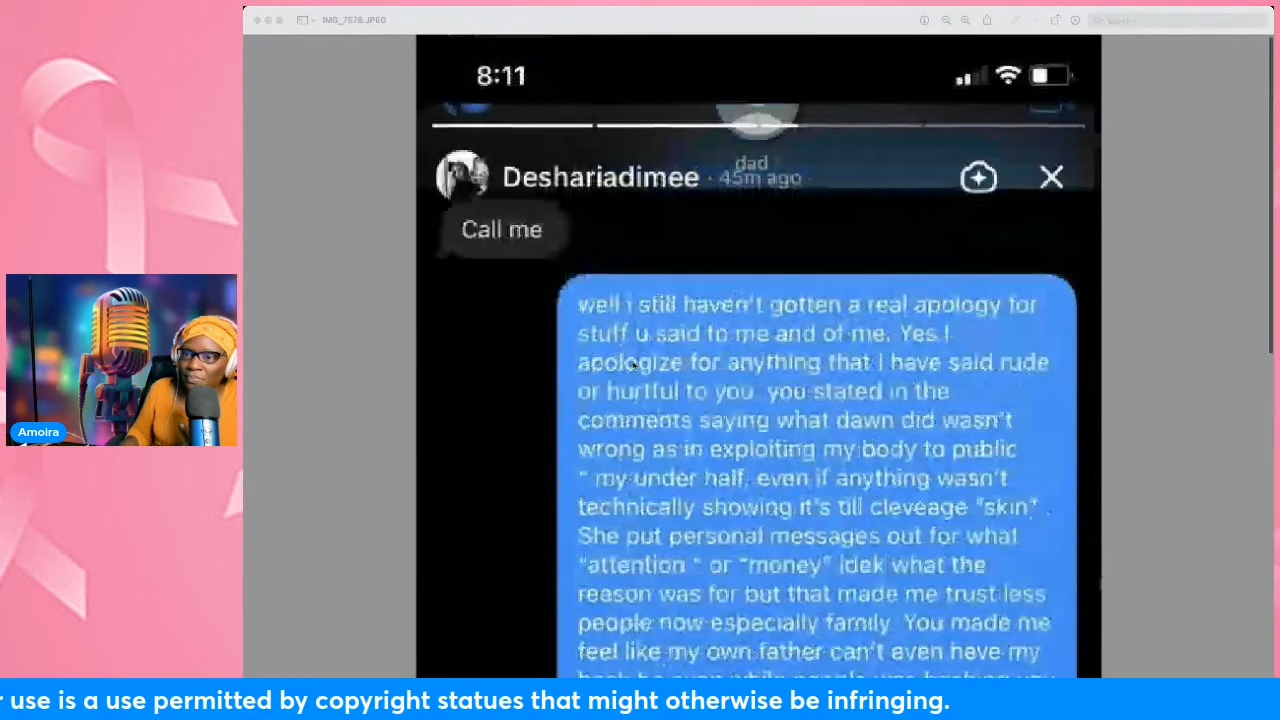 IMG_7576.JPEG
Search
8:11
dad
Deshariadimee · 45m ago
Call me
well i still haven't gotten a real apology for
stuff u said to me and of me. Yes I
apologize for anything that I have said rude
or hurtful to you you stated in the
comments saying what dawn did wasn't
wrong as in exploiting my body to public
" my under half, even if anything wasn't
technically showing it's till cleveage "skin" .
She put personal messages out for what
"attention " or "money" idek what the
reason was for but that made me trust less
people now especially family You made me
feel like my own father can't even have my
Amoira
r use is a use permitted by copyright statues that might otherwise be infringing.